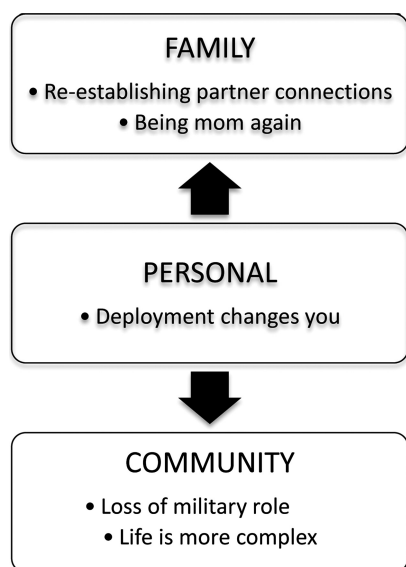 FAMILY
• Re-establishing partner connections
• Being mom again
PERSONAL
• Deployment changes you
COMMUNITY
• Loss of military role
• Life is more complex